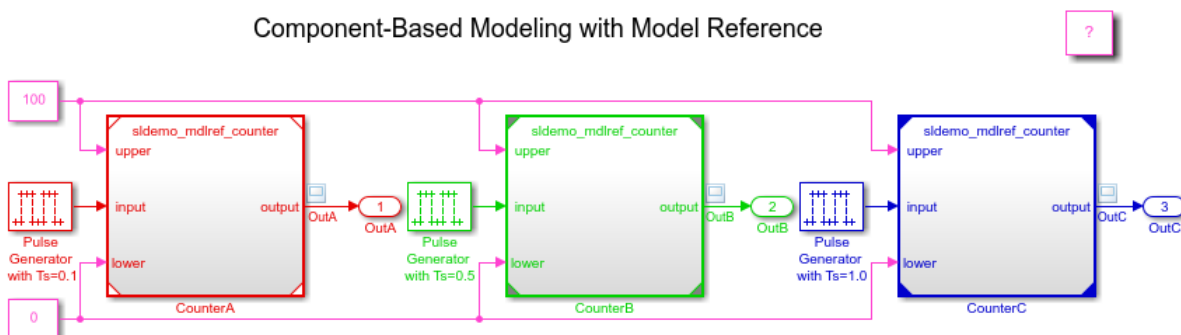 Component-Based Modeling with Model Reference
?
100
sldemo_mdlref_counter
upper
input
output
lower
CounterA
Pulse
Generator
with Ts=0.1
OutA
1
OutA
sldemo_mdlref_counter
upper
input
output
lower
CounterB
Pulse
Generator
with Ts=0.5
OutB
2
OutB
sldemo_mdlref_counter
upper
input
output
lower
CounterC
Pulse
Generator
with Ts=1.0
OutC
3
OutC
0